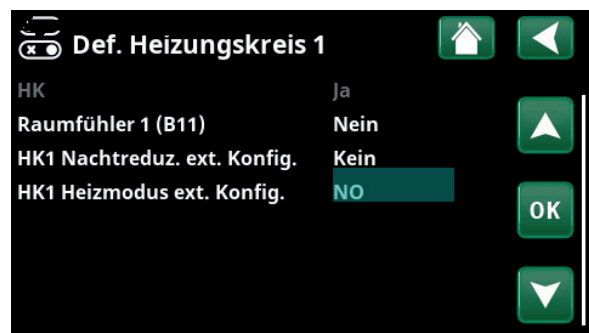 Def. Heizungskreis 1
HK Ja
Raumfühler 1 (B11) Nein
HK1 Nachtreduz. ext. Konfig. Kein
HK1 Heizmodus ext. Konfig. NO
OK